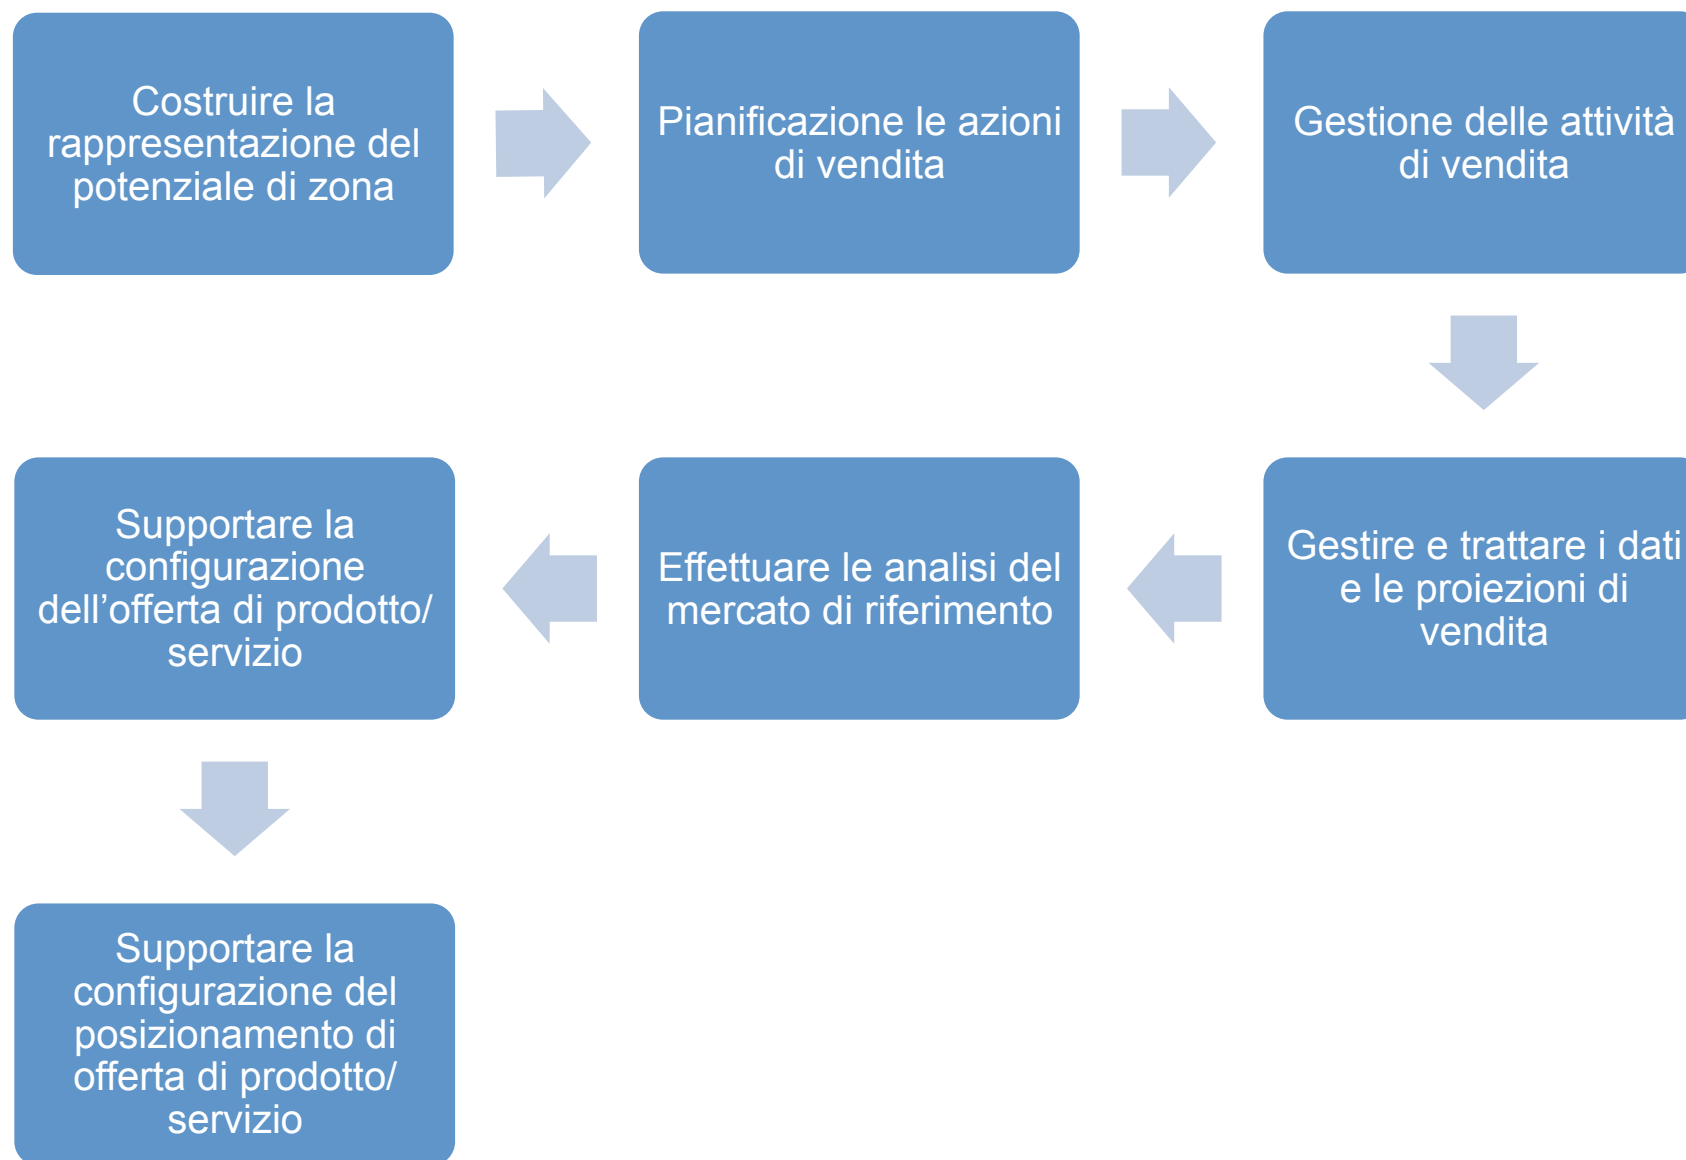 Costruire la
rappresentazione del
potenziale di zona
Pianificazione le azioni
di vendita
Gestione delle attività
di vendita
Gestire e trattare i dati
e le proiezioni di
vendita
Effettuare le analisi del
mercato di riferimento
Supportare la
configurazione
dell’offerta di prodotto/
servizio
Supportare la
configurazione del
posizionamento di
offerta di prodotto/
servizio